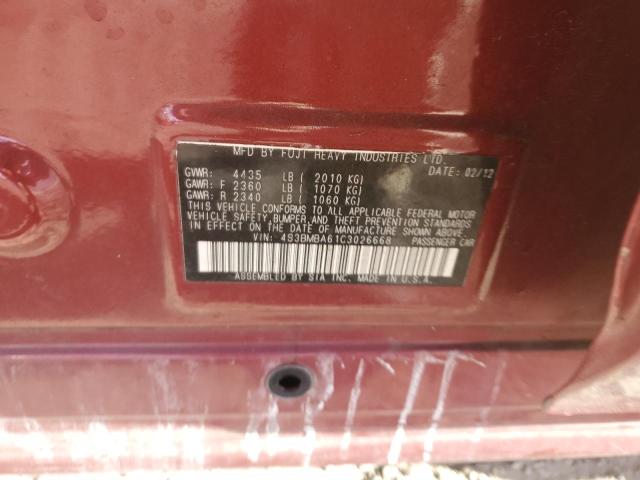 MFD BY FUJI HEAVY INDUSTRIES LTD.
GVWR: 4435 LB ( 2010 KG) DATE: 02/12
GAWR: F 2360 LB ( 1070 KG)
GAWR: R 2340 LB ( 1060 KG)
THIS VEHICLE CONFORMS TO ALL APPLICABLE FEDERAL MOTOR
VEHICLE SAFETY, BUMPER, AND THEFT PREVENTION STANDARDS
IN EFFECT ON THE DATE OF MANUFACTURE SHOWN ABOVE.
VIN: 4S3BMBA61C3026668 PASSENGER CAR
ASSEMBLED BY SIA INC. MADE IN U.S.A.